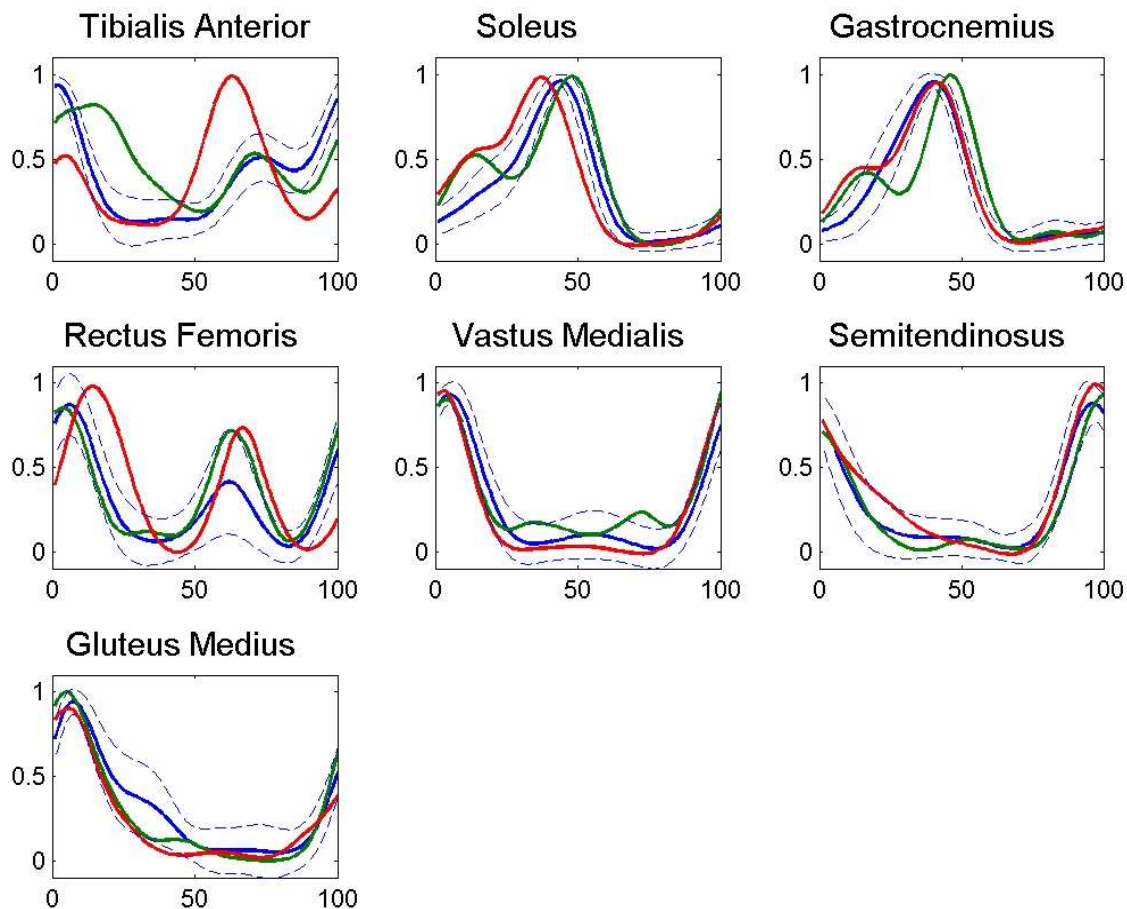 Tibialis Anterior Soleus Gastrocnemius
1 1 1
0.5 0.5 0.5
0 0 0
0 50 100 0 50 100 0 50 100
Rectus Femoris Vastus Medialis Semitendinosus
1 1 1
0.5 0.5 0.5
0 0 0
0 50 100 0 50 100 0 50 100
Gluteus Medius
1
0.5
0
0 50 100